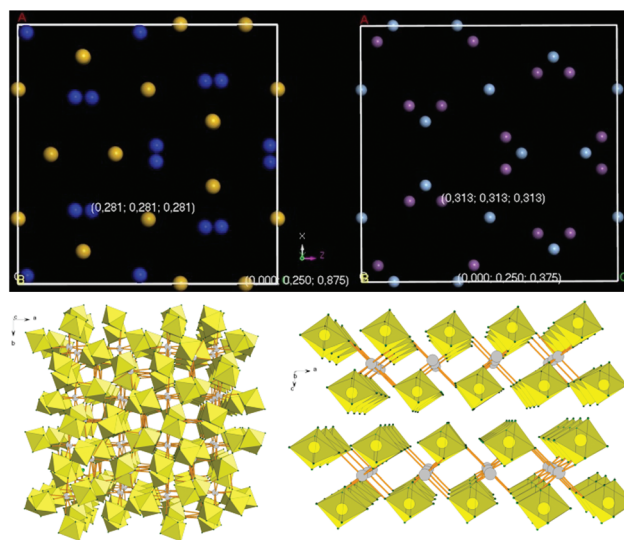 A
A
(0,281; 0,281; 0,281)
(0,313; 0,313; 0,313)
X
Z
(0,000; 0,250; 0,875)
(0,000; 0,250; 0,375)
B
B
c
a
b
b
a
c